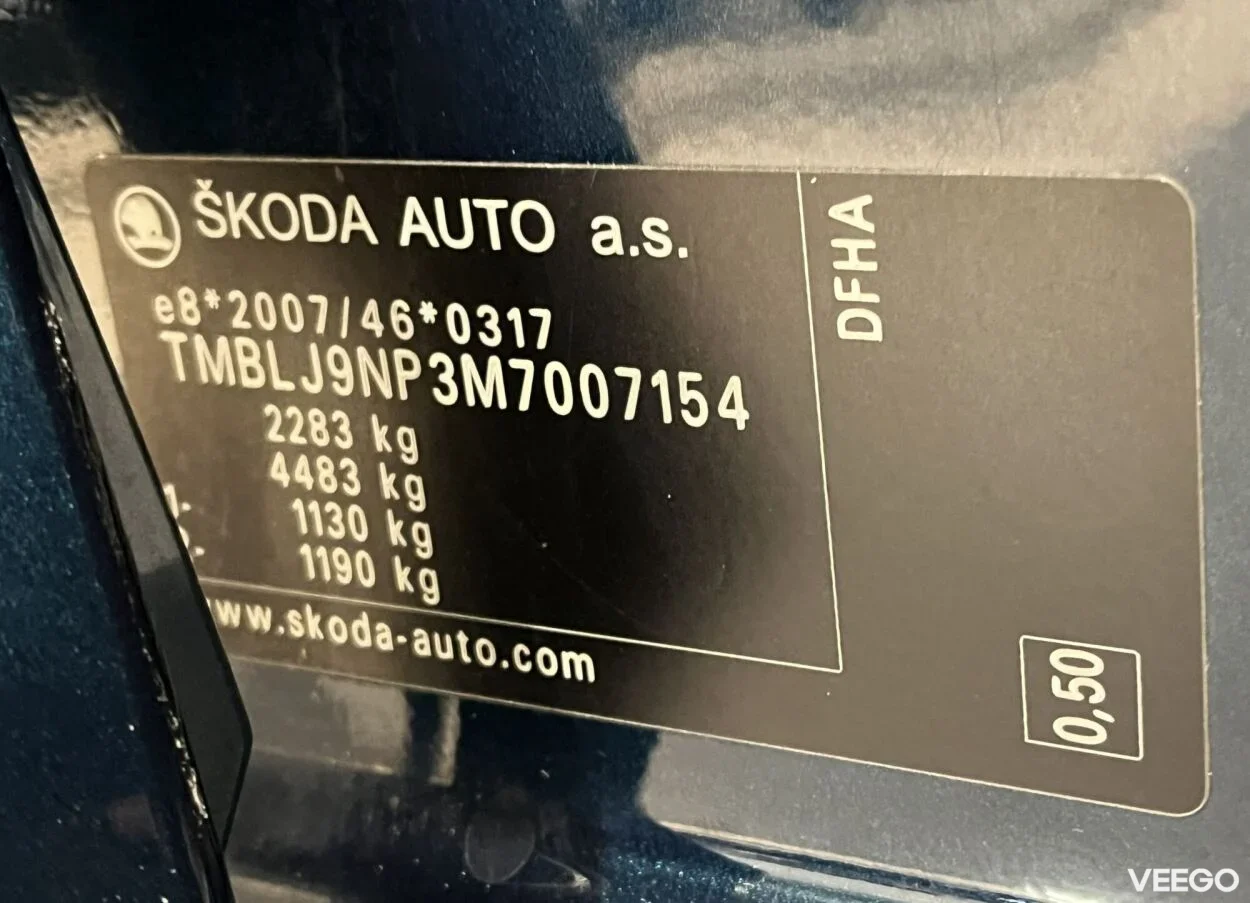 ŠKODA AUTO a.s.
e8*2007/46*0317
TMBLJ9NP3M7007154
2283 kg
4483 kg
1- 1130 kg
1190 kg
www.skoda-auto.com
DFHA
0,50
VEEGO